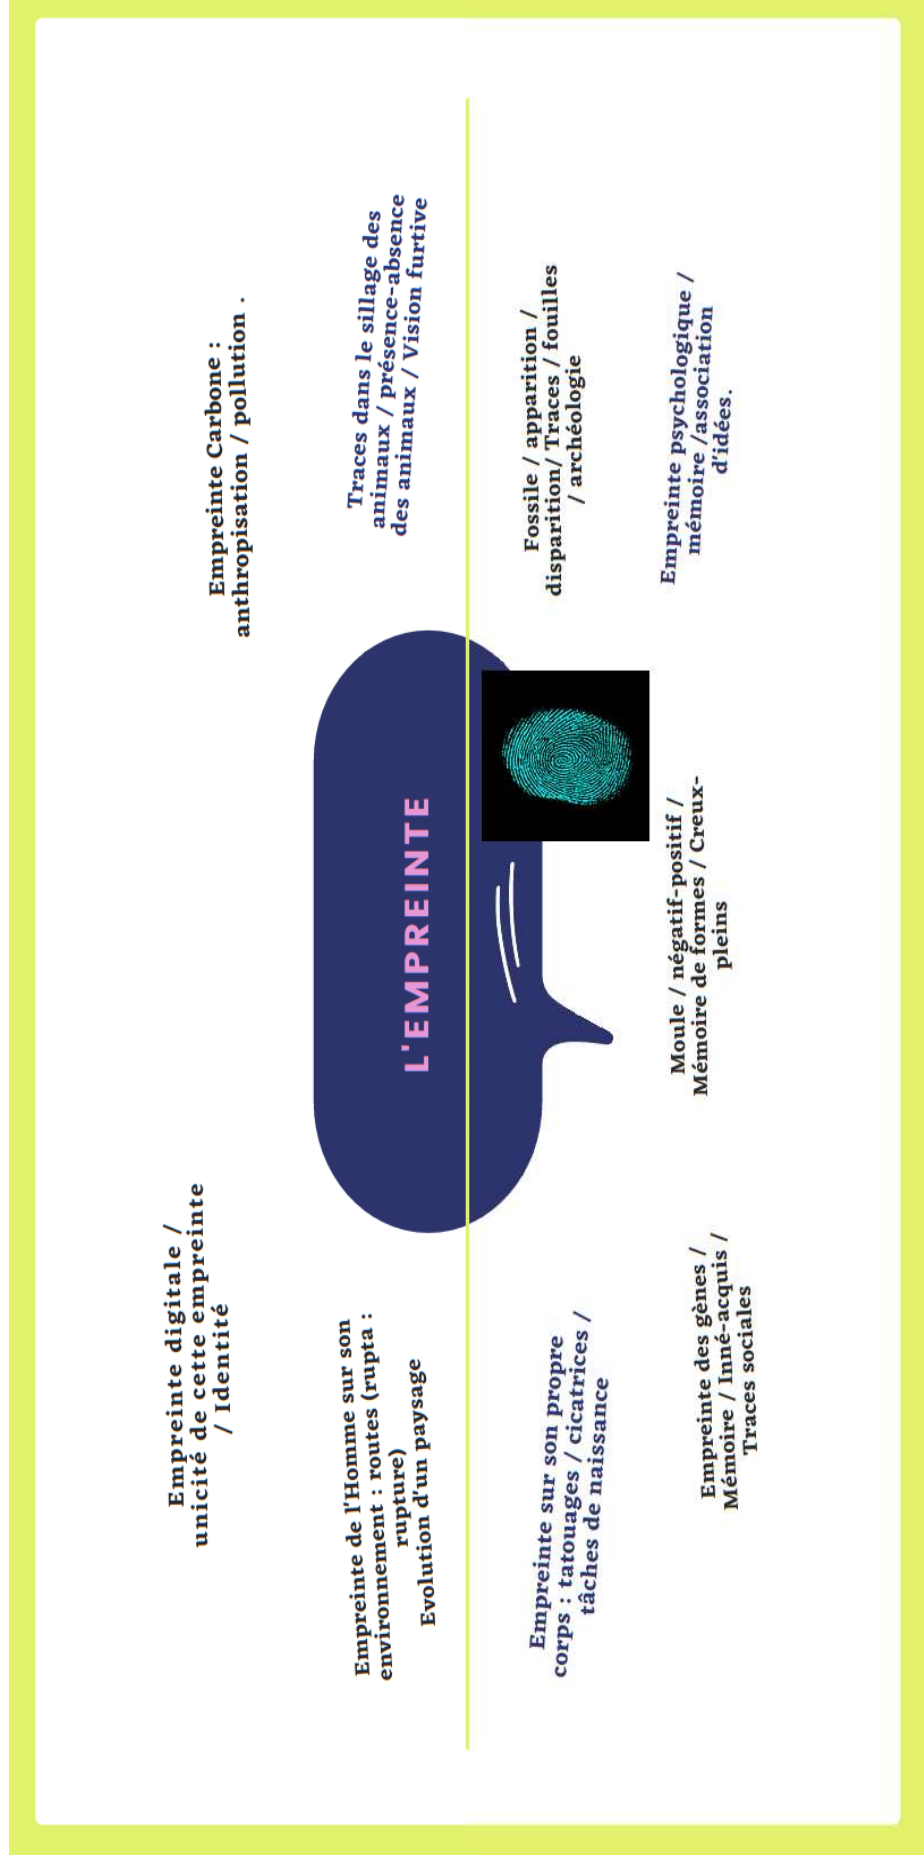 Empreinte digitale /
unicité de cette empreinte
/ Identité
Empreinte Carbone :
anthropisation / pollution .
Empreinte de l'Homme sur son
environnement : routes (rupta :
rupture)
Evolution d'un paysage
Traces dans le sillage des
animaux / présence-absence
des animaux / Vision furtive
L'EMPREINTE
Empreinte sur son propre
corps : tatouages / cicatrices /
tâches de naissance
Fossile / apparition /
disparition/ Traces / fouilles
/ archéologie
Empreinte des gènes /
Mémoire / Inné-acquis /
Traces sociales
Moule / négatif-positif /
Mémoire de formes / Creux-
pleins
Empreinte psychologique /
mémoire /association
d'idées.